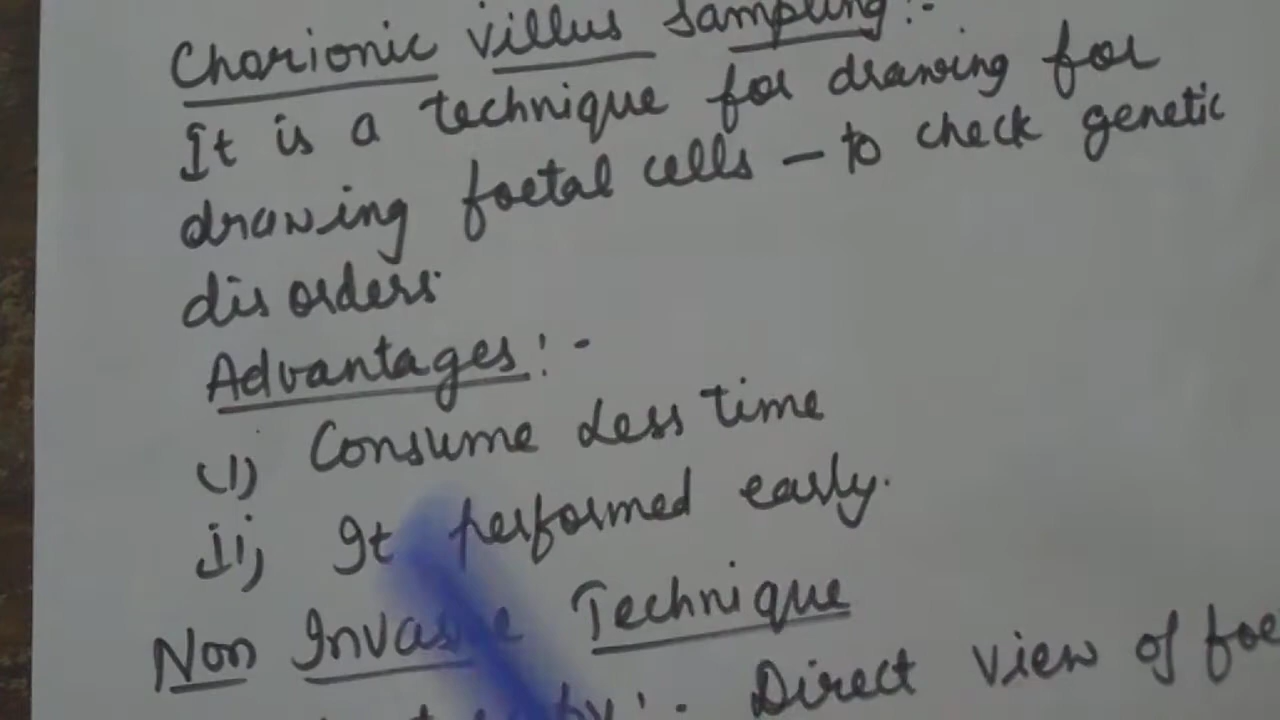 Chorionic villus sampling:-
It is a technique for drawing for
drawing foetal cells – to check genetic
disorders.
Advantages:-
(i) Consume Less time
ii) It performed early.
Non Invasive Technique
Direct view of foe